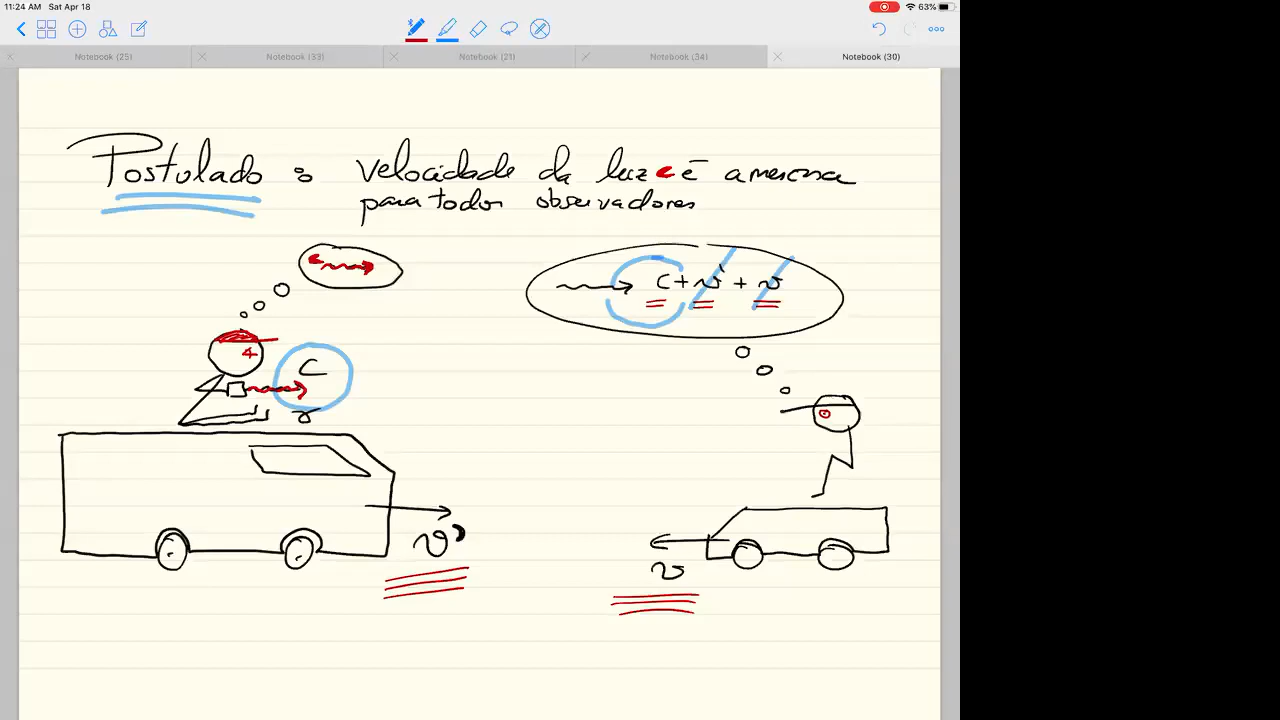 11:24 AM Sat Apr 18
63%
Notebook (25)
Notebook (33)
Notebook (21)
Notebook (34)
Notebook (30)
Postulado : velocidade da luz c é a mesma
para todos observadores
c
c + v' + v
c
v'
v